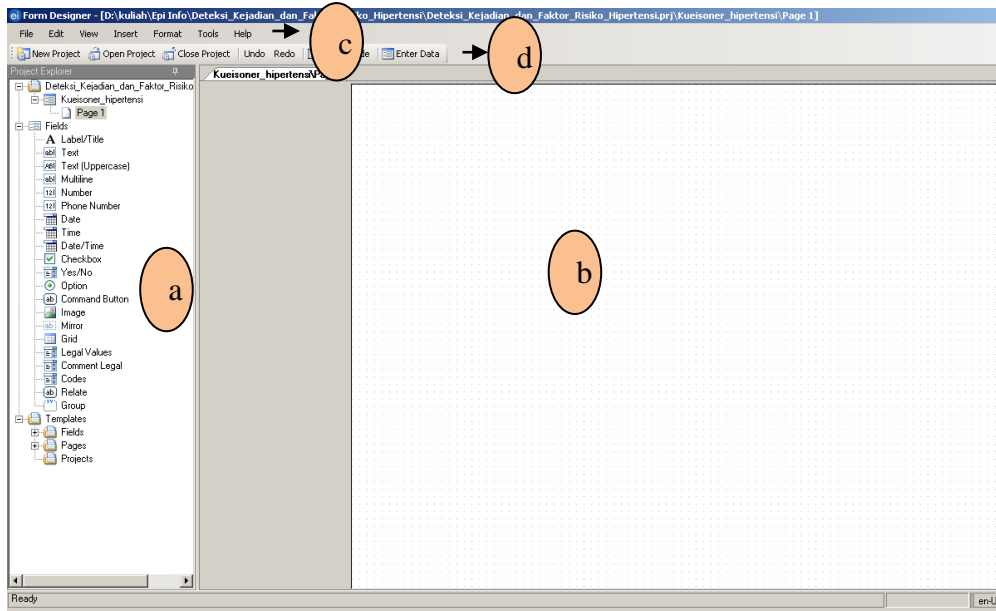 Form Designer - [D:\kuliah\Epi Info\Deteksi_Kejadian_dan_Fak iko_Hipertensi\Deteksi_Kejadian_dan_Faktor_Risiko_Hipertensi.prj\Kueisoner_hipertensi\Page 1]
File Edit View Insert Format Tools Help
c
New Project Open Project Close Project Undo Redo de Enter Data
d
Project Explorer
Kueisoner_hipertensi\Pa
Deteksi_Kejadian_dan_Faktor_Risiko
Kueisoner_hipertensi
Page 1
Fields
A Label/Title
Text
Text (Uppercase)
Multiline
Number
Phone Number
Date
Time
Date/Time
Checkbox
Yes/No
Option
Command Button
Image
Mirror
Grid
Legal Values
Comment Legal
Codes
Relate
Group
a
b
Templates
Fields
Pages
Projects
Ready
en-U